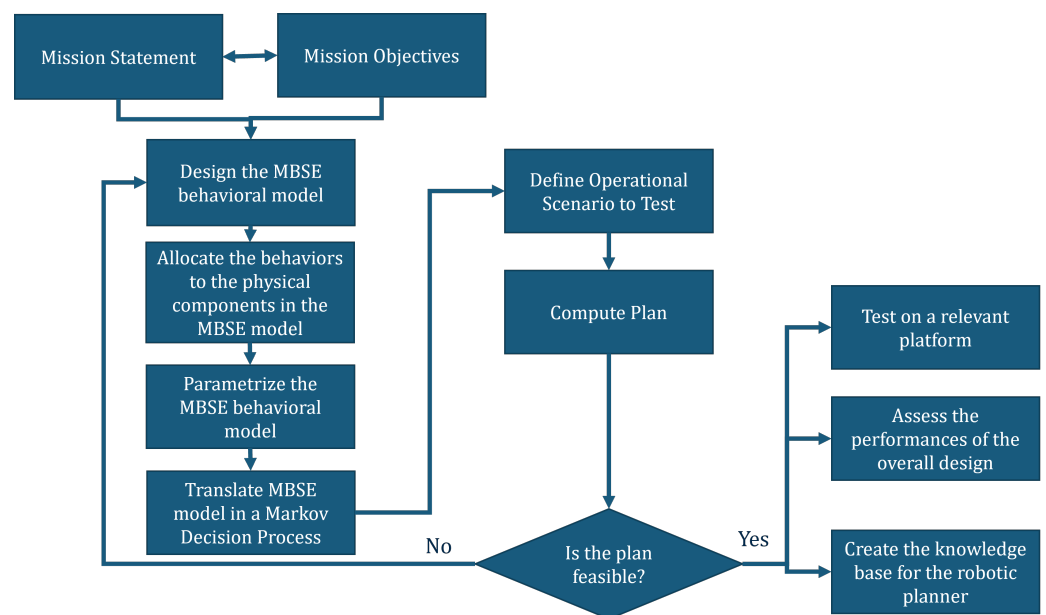 Mission Statement
Mission Objectives
Design the MBSE
behavioral model
Allocate the behaviors
to the physical
components in the
MBSE model
Parametrize the
MBSE behavioral
model
Translate MBSE
model in a Markov
Decision Process
Define Operational
Scenario to Test
Compute Plan
Is the plan
feasible?
No
Yes
Test on a relevant
platform
Assess the
performances of the
overall design
Create the knowledge
base for the robotic
planner